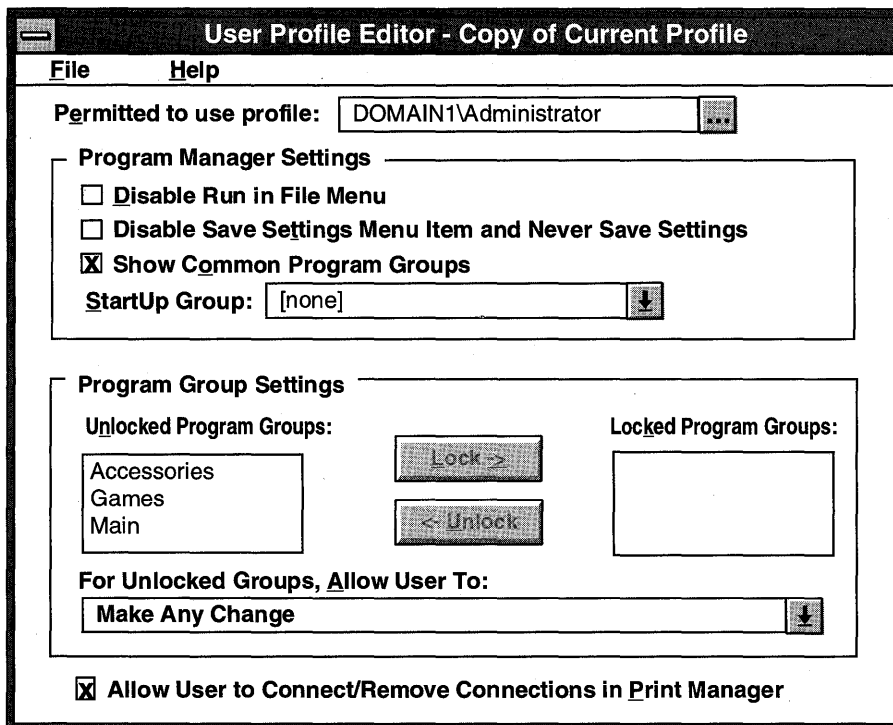 User Profile Editor - Copy of Current Profile
File Help
Permitted to use profile: DOMAIN1\Administrator ...
Program Manager Settings
Disable Run in File Menu
Disable Save Settings Menu Item and Never Save Settings
X Show Common Program Groups
StartUp Group: [none]
Program Group Settings
Unlocked Program Groups: Locked Program Groups:
Accessories
Games
Main
Lock ->
<- Unlock
For Unlocked Groups, Allow User To:
Make Any Change
X Allow User to Connect/Remove Connections in Print Manager